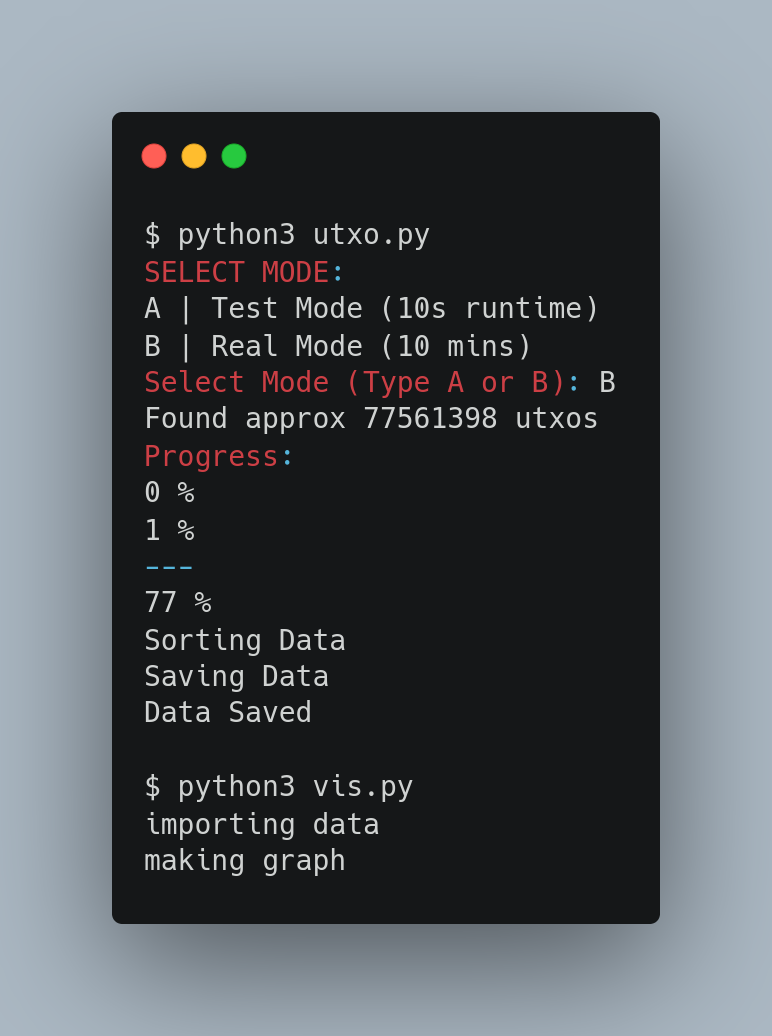 $ python3 utxo.py
SELECT MODE:
A | Test Mode (10s runtime)
B | Real Mode (10 mins)
Select Mode (Type A or B): B
Found approx 77561398 utxos
Progress:
0 %
1 %
---
77 %
Sorting Data
Saving Data
Data Saved
$ python3 vis.py
importing data
making graph